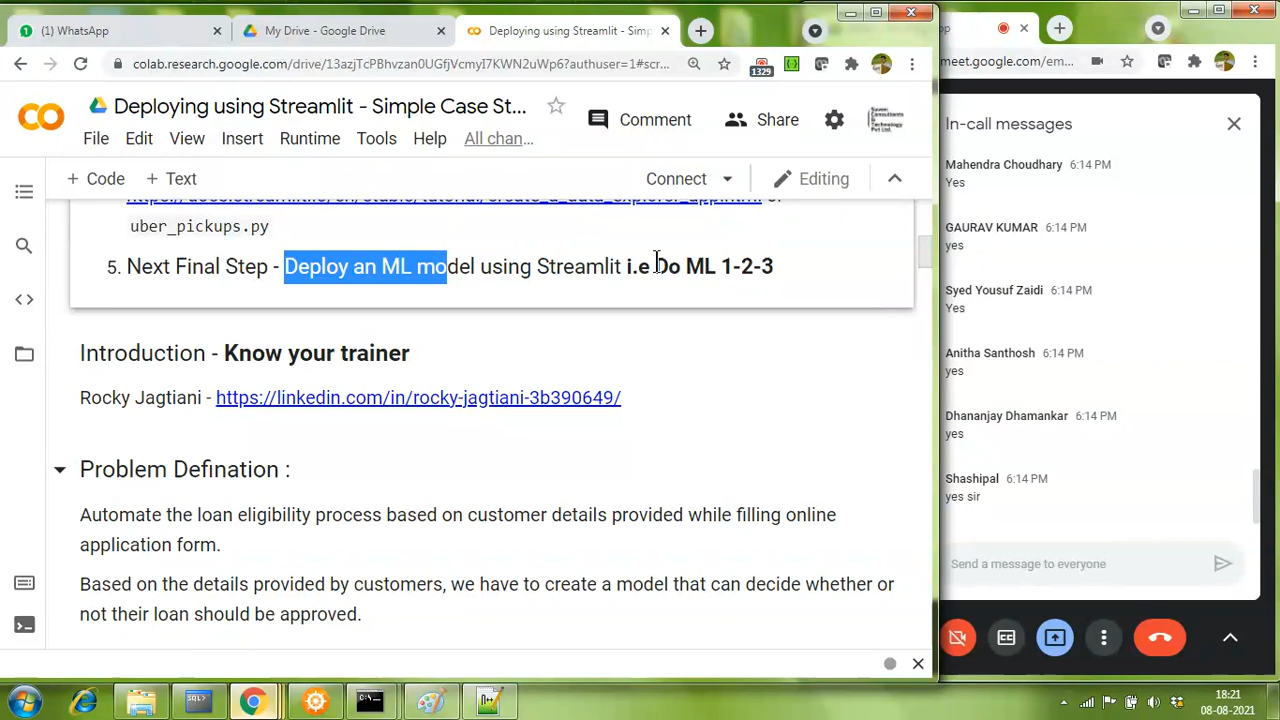 (1) WhatsApp
My Drive - Google Drive
Deploying using Streamlit - Simp
colab.research.google.com/drive/13azjTcPBhvzan0UGfjVcnyI7KWN2uWp6?authuser=1#scr...
1329
Deploying using Streamlit - Simple Case St...
File Edit View Insert Runtime Tools Help All chan...
Comment
Share
+ Code + Text
Connect
Editing
uber_pickups.py
5. Next Final Step - Deploy an ML model using Streamlit i.e Do ML 1-2-3
Introduction - Know your trainer
Rocky Jagtiani - https://linkedin.com/in/rocky-jagtiani-3b390649/
Problem Defination :
Automate the loan eligibility process based on customer details provided while filling online
application form.
Based on the details provided by customers, we have to create a model that can decide whether or
not their loan should be approved.
meet.google.com/em...
In-call messages
Mahendra Choudhary 6:14 PM
Yes
GAURAV KUMAR 6:14 PM
yes
Syed Yousuf Zaidi 6:14 PM
Yes
Anitha Santhosh 6:14 PM
yes
Dhananjay Dhamankar 6:14 PM
yes
Shashipal 6:14 PM
yes sir
Send a message to everyone
18:21
08-08-2021